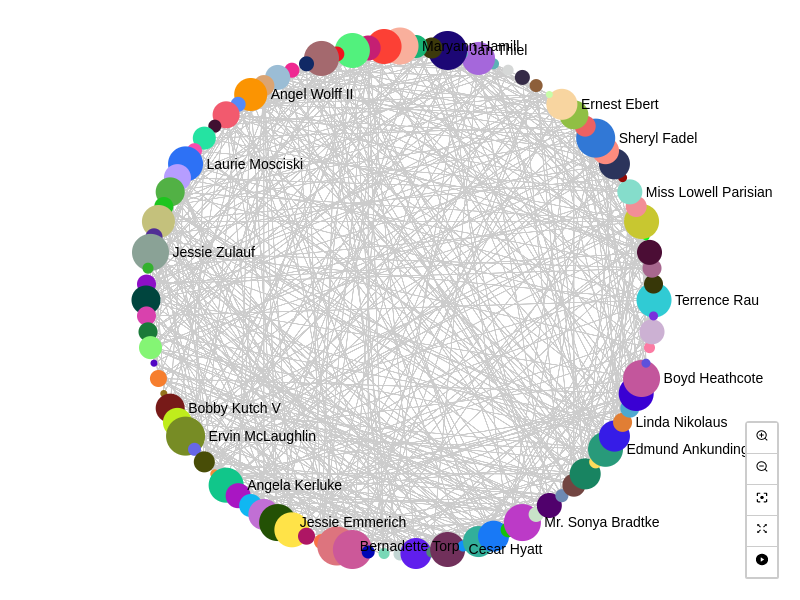 Maryann Hamill
Jan Thiel
Angel Wolff II
Ernest Ebert
Sheryl Fadel
Laurie Mosciski
Miss Lowell Parisian
Jessie Zulauf
Terrence Rau
Boyd Heathcote
Bobby Kutch V
Linda Nikolaus
Ervin McLaughlin
Edmund Ankunding
Angela Kerluke
Jessie Emmerich
Mr. Sonya Bradtke
Bernadette Torp
Cesar Hyatt